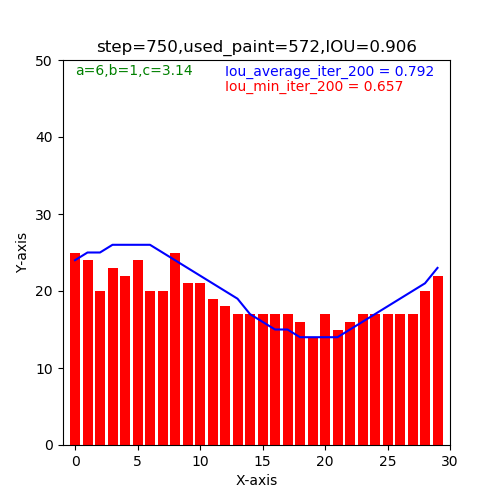 step=750,used_paint=572,IOU=0.906
a=6,b=1,c=3.14
Iou_average_iter_200 = 0.792
Iou_min_iter_200 = 0.657
50
40
30
20
10
0
Y-axis
0 5 10 15 20 25 30
X-axis